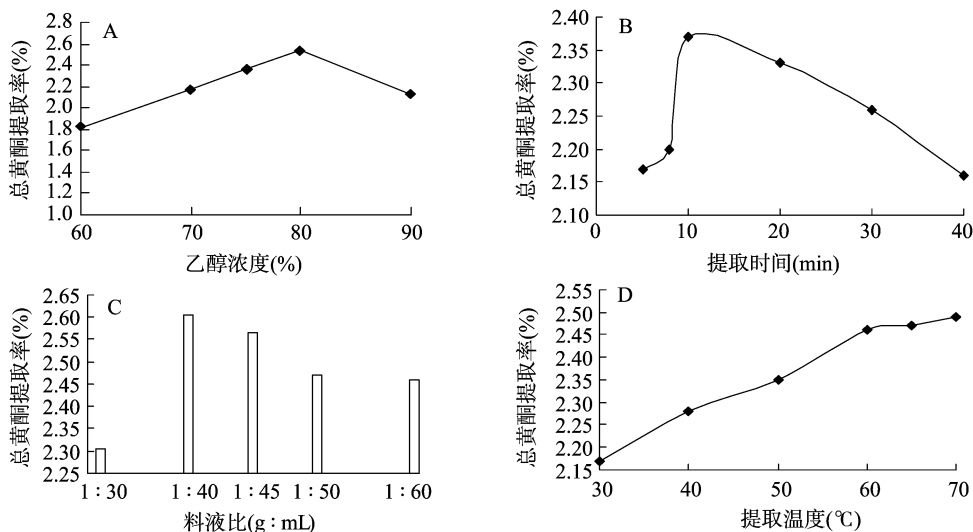 A
总黄酮提取率(%)
2.8
2.6
2.4
2.2
2.0
1.8
1.6
1.4
1.2
1.0
60 70 80 90
乙醇浓度(%)
B
总黄酮提取率(%)
2.40
2.35
2.30
2.25
2.20
2.15
2.10
0 10 20 30 40
提取时间(min)
C
总黄酮提取率(%)
2.65
2.60
2.55
2.50
2.45
2.40
2.35
2.30
2.25
1∶30 1∶40 1∶45 1∶50 1∶60
料液比(g∶mL)
D
总黄酮提取率(%)
2.55
2.50
2.45
2.40
2.35
2.30
2.25
2.20
2.15
30 40 50 60 70
提取温度(℃)